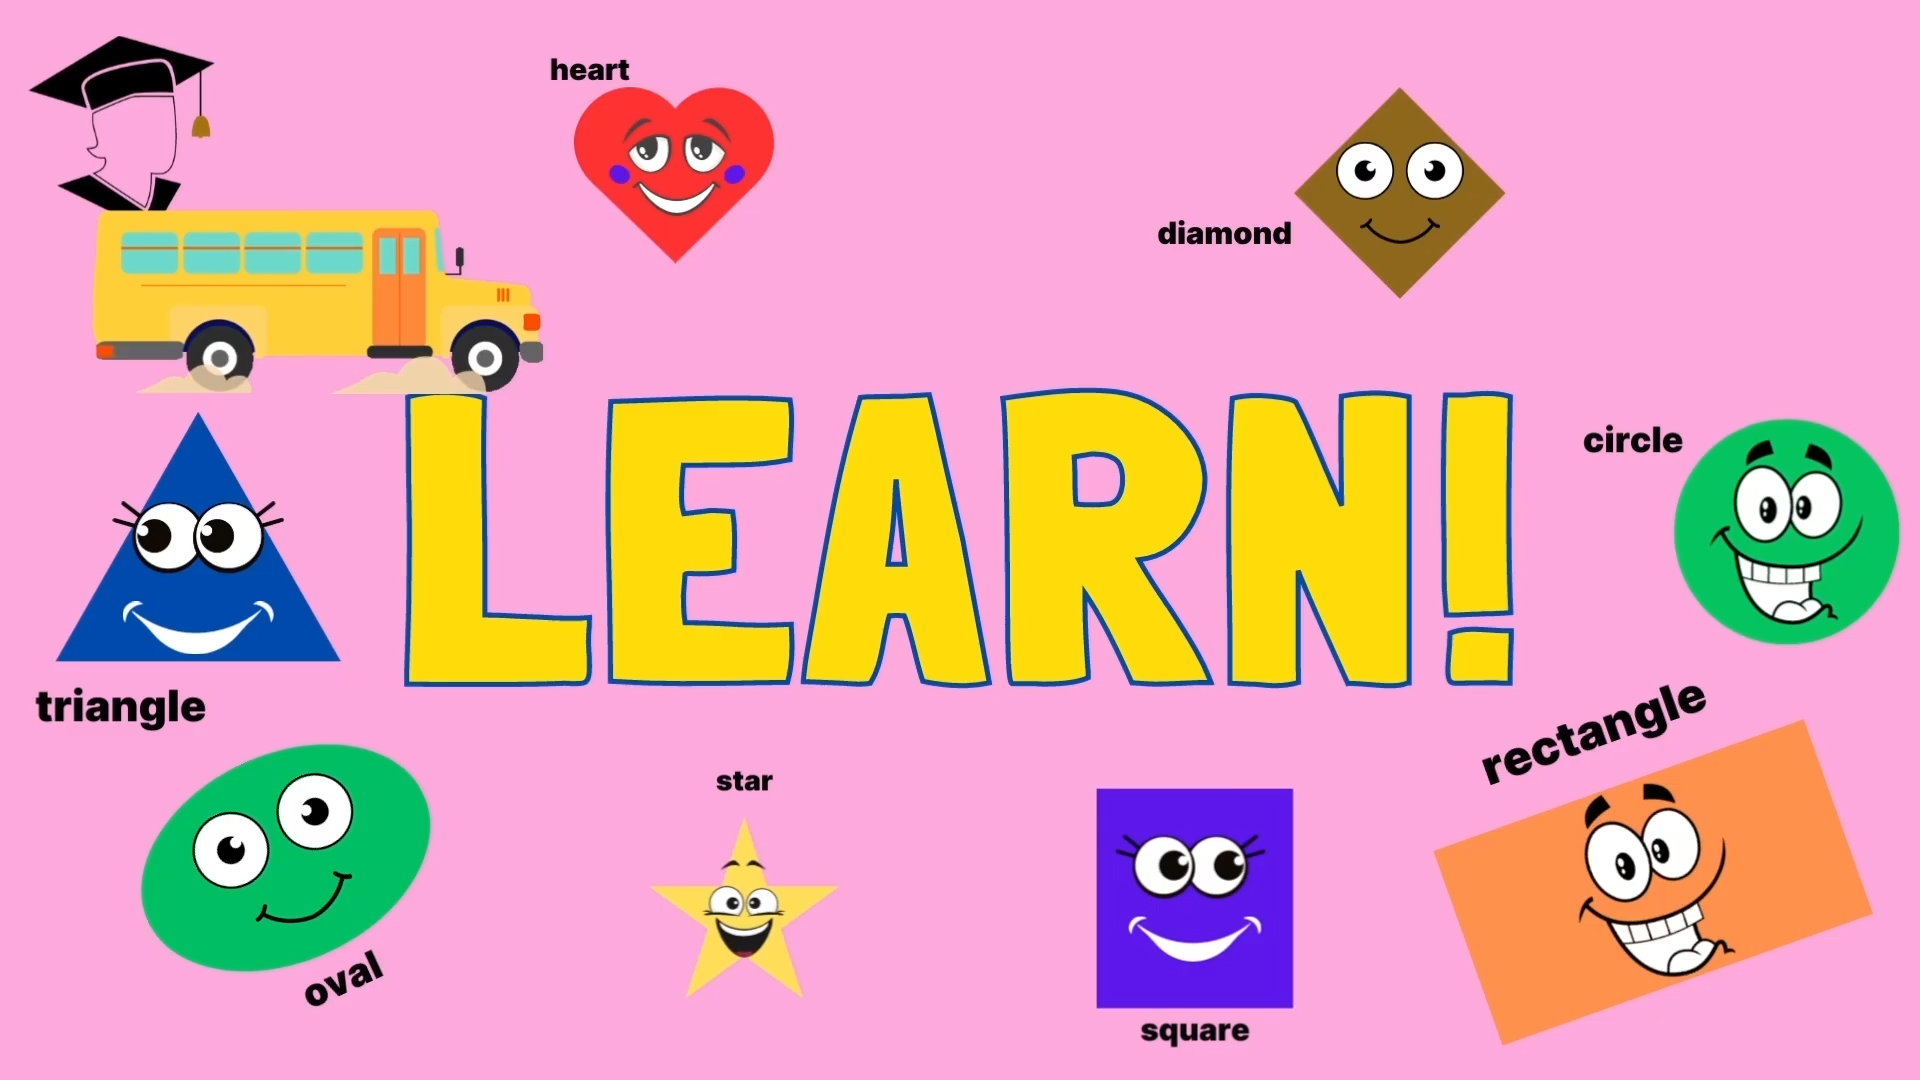 heart
diamond
LEARN!
circle
triangle
rectangle
star
oval
square